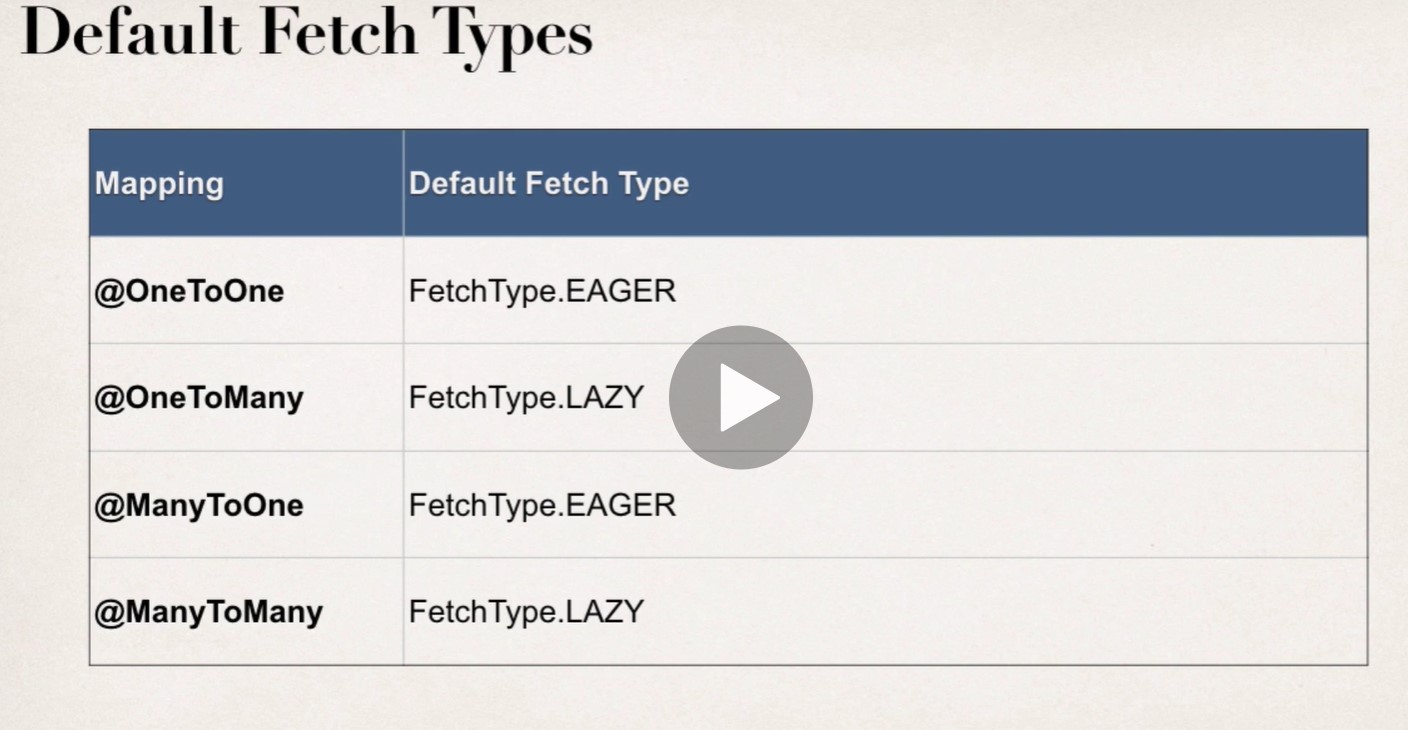 Default Fetch Types
Mapping Default Fetch Type
@OneToOne FetchType.EAGER
@OneToMany FetchType.LAZY
@ManyToOne FetchType.EAGER
@ManyToMany FetchType.LAZY